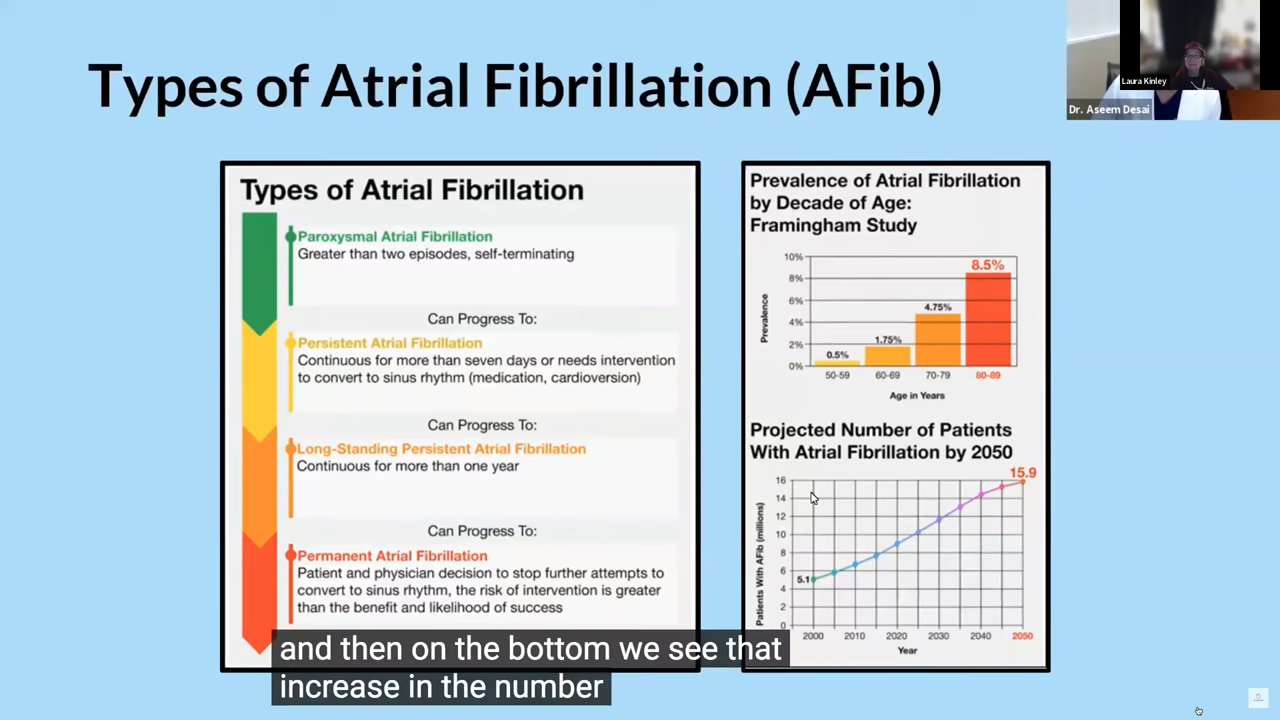 Types of Atrial Fibrillation (AFib)
Laura Kinley
Dr. Aseem Desai
Types of Atrial Fibrillation
Paroxysmal Atrial Fibrillation
Greater than two episodes, self-terminating
Can Progress To:
Persistent Atrial Fibrillation
Continuous for more than seven days or needs intervention
to convert to sinus rhythm (medication, cardioversion)
Can Progress To:
Long-Standing Persistent Atrial Fibrillation
Continuous for more than one year
Can Progress To:
Permanent Atrial Fibrillation
Patient and physician decision to stop further attempts to
convert to sinus rhythm, the risk of intervention is greater
than the benefit and likelihood of success
Prevalence of Atrial Fibrillation
by Decade of Age:
Framingham Study
Prevalence
10%
8%
6%
4%
2%
0%
0.5%
1.75%
4.75%
8.5%
50-59 60-69 70-79 80-89
Age in Years
Projected Number of Patients
With Atrial Fibrillation by 2050
Patients With AFib (millions)
16
14
12
10
8
6
4
2
0
5.1
15.9
2000 2010 2020 2030 2040 2050
Year
and then on the bottom we see that
increase in the number